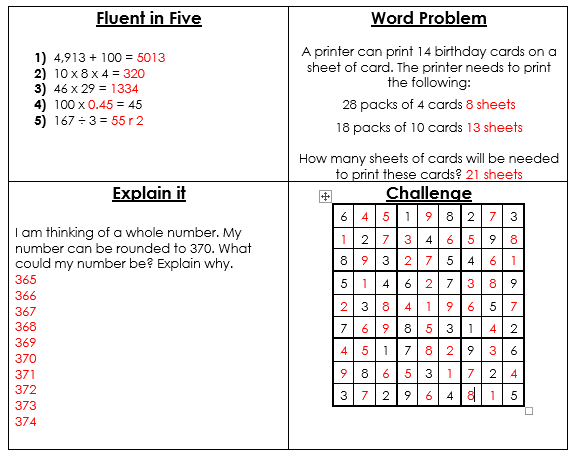 Fluent in Five
1) 4,913 + 100 = 5013
2) 10 x 8 x 4 = 320
3) 46 x 29 = 1334
4) 100 x 0.45 = 45
5) 167 ÷ 3 = 55 r 2
Word Problem
A printer can print 14 birthday cards on a
sheet of card. The printer needs to print
the following:
28 packs of 4 cards 8 sheets
18 packs of 10 cards 13 sheets
How many sheets of cards will be needed
to print these cards? 21 sheets
Explain it
I am thinking of a whole number. My
number can be rounded to 370. What
could my number be? Explain why.
365
366
367
368
369
370
371
372
373
374
Challenge
6 4 5 1 9 8 2 7 3
1 2 7 3 4 6 5 9 8
8 9 3 2 7 5 4 6 1
5 1 4 6 2 7 3 8 9
2 3 8 4 1 9 6 5 7
7 6 9 8 5 3 1 4 2
4 5 1 7 8 2 9 3 6
9 8 6 5 3 1 7 2 4
3 7 2 9 6 4 8 1 5